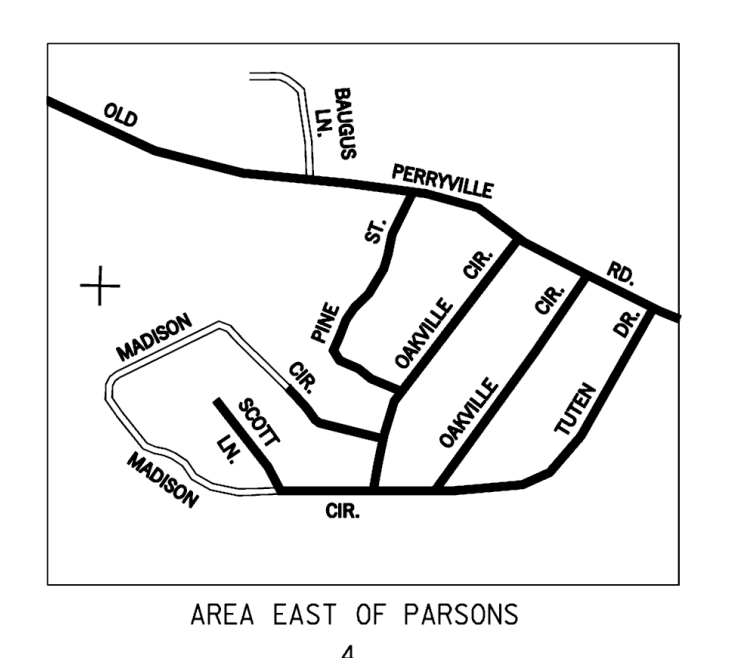 OLD
BAUGUS
LN.
PERRYVILLE
ST.
CIR.
RD.
CIR.
DR.
PINE
OAKVILLE
MADISON
CIR.
OAKVILLE
TUTEN
SCOTT
LN.
MADISON
CIR.
AREA EAST OF PARSONS
4